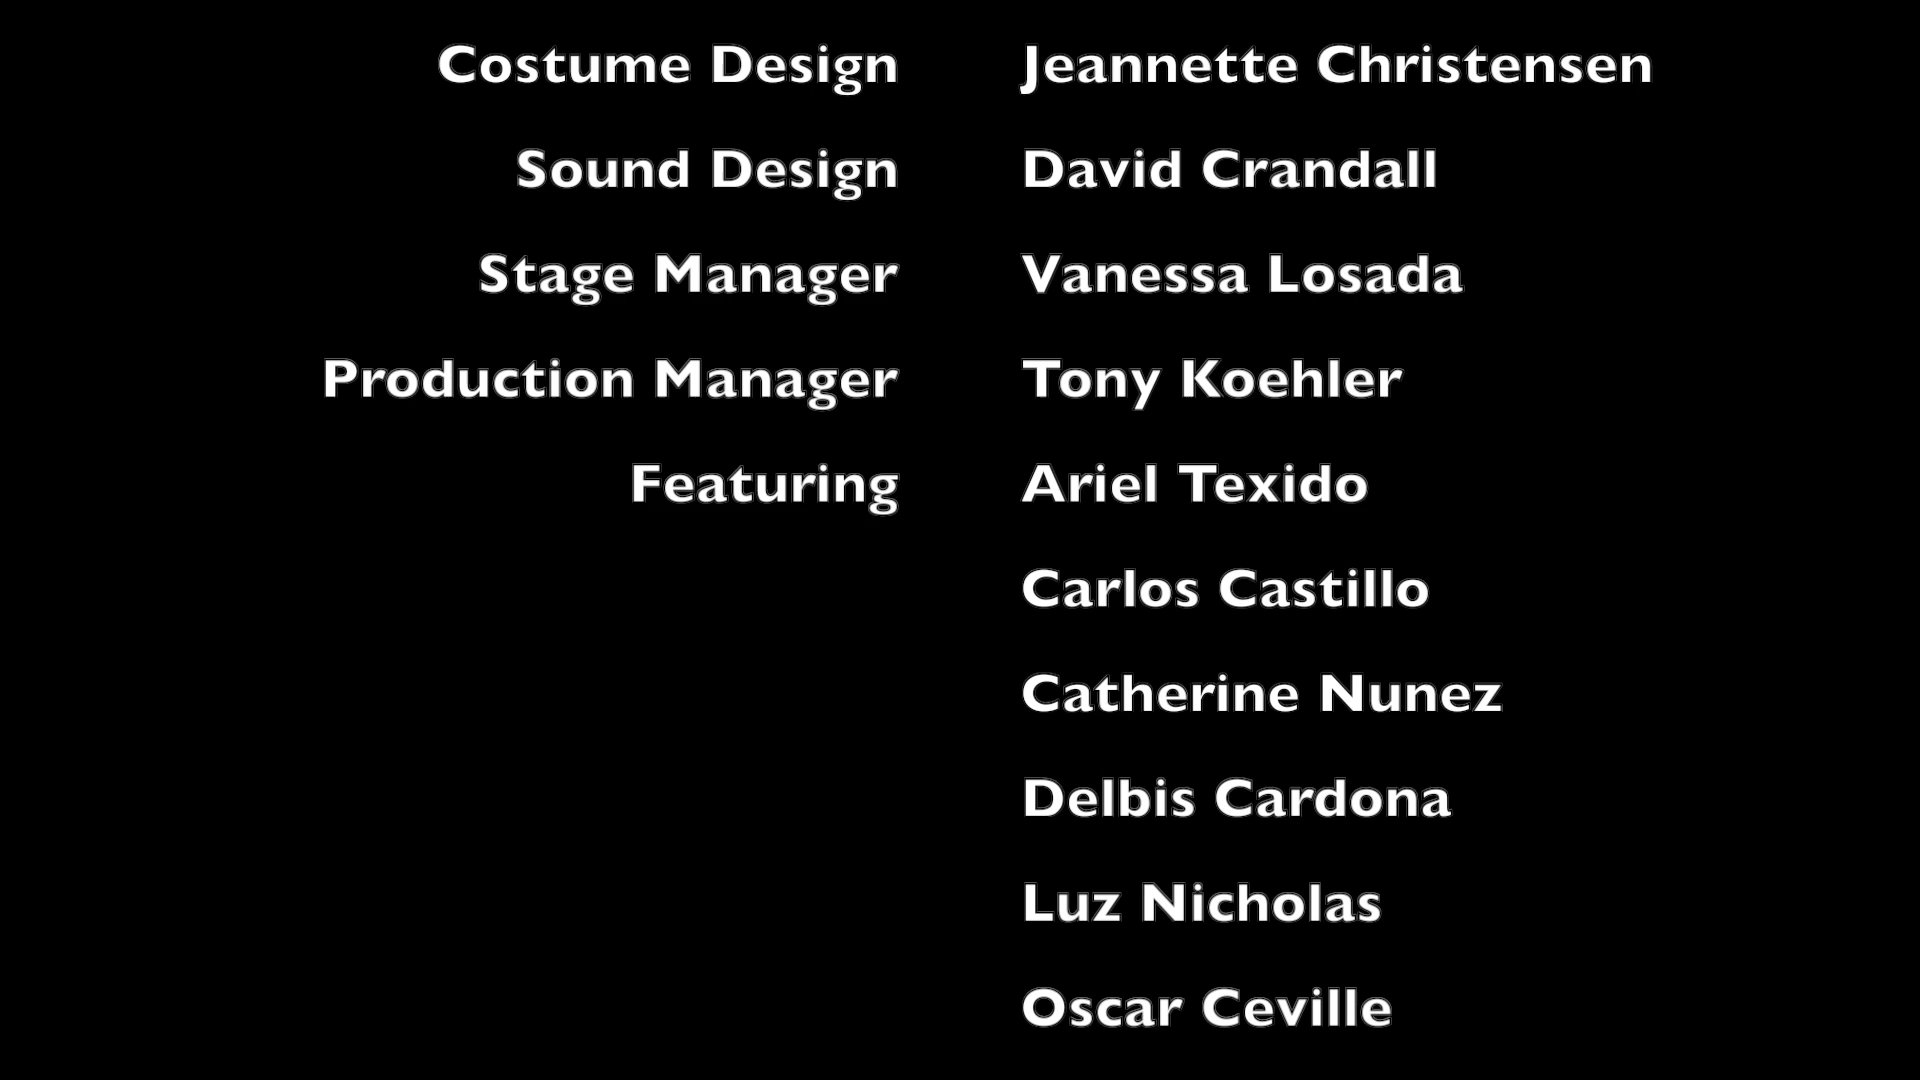 Costume Design Jeannette Christensen
Sound Design David Crandall
Stage Manager Vanessa Losada
Production Manager Tony Koehler
Featuring Ariel Texido
Carlos Castillo
Catherine Nunez
Delbis Cardona
Luz Nicholas
Oscar Ceville